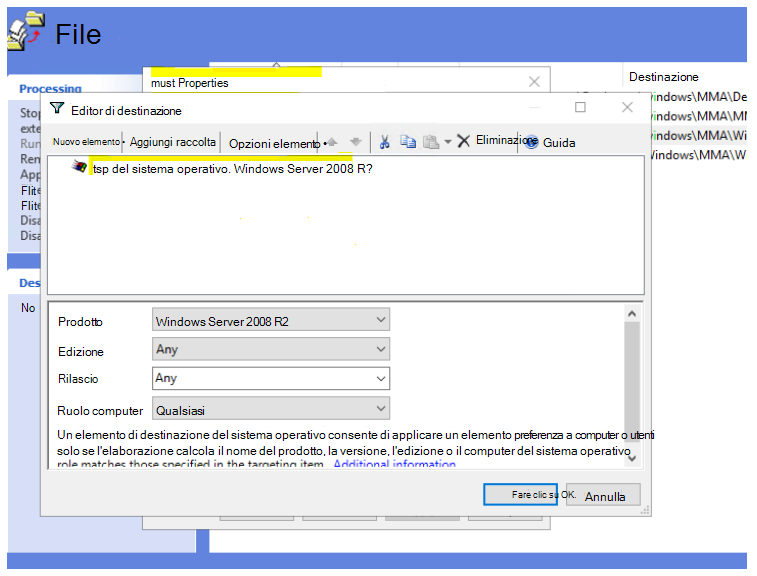 File
Processing
Stop
exte
Run
Rem
App
Flite
Flite
Disa
Disa
Des
No
must Properties
Destinazione
indows\MMA\De
indows\MMA\MM
indows\MMA\Wi
Windows\MMA\W
Editor di destinazione
Nuovo elemento
Aggiungi raccolta
Opzioni elemento
Eliminazione
Guida
tsp del sistema operativo. Windows Server 2008 R?
Prodotto
Windows Server 2008 R2
Edizione
Any
Rilascio
Any
Ruolo computer
Qualsiasi
Un elemento di destinazione del sistema operativo consente di applicare un elemento preferenza a computer o utenti
solo se l'elaborazione calcola il nome del prodotto, la versione, l'edizione o il computer del sistema operativo
role matches those specified in the targeting item. Additional information
Fare clic su OK.
Annulla